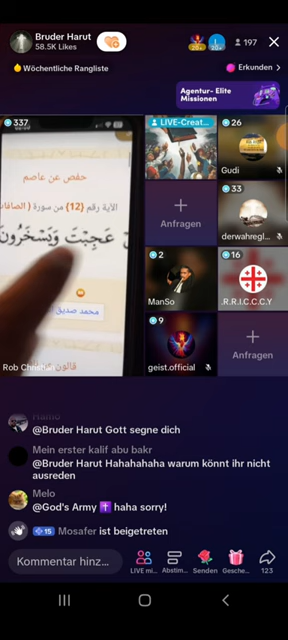 Bruder Harut
58.5K Likes
20+
20+
197
Wöchentliche Rangliste
Erkunden
Agentur- Elite
Missionen
337
حفص عن عاصم
الآية رقم (12) من سورة (الصافات
عَجِبْتَ وَيَسْخَرُونَ
محمد صديق
قالون
Rob Christian
LIVE-Creat...
26
Gudi
Anfragen
33
derwahregl...
2
ManSo
16
.R.R.I.C.C.C.Y
9
geist.official
Anfragen
Hamo
@Bruder Harut Gott segne dich
Mein erster kalif abu bakr
@Bruder Harut Hahahahaha warum könnt ihr nicht
ausreden
Melo
@God's Army ✝️ haha sorry!
15 Mosafer ist beigetreten
Kommentar hinz...
LIVE mi...
Abstim...
Senden
Gesche...
123